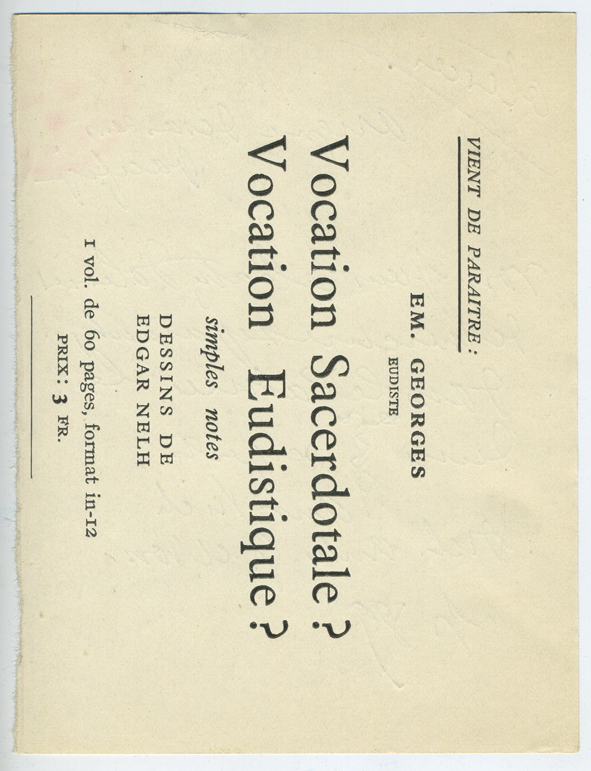 VIENT DE PARAITRE :
EM. GEORGES
EUDISTE
Vocation Sacerdotale ?
Vocation Eudistique ?
simples notes
DESSINS DE
EDGAR NELH
1 vol. de 60 pages, format in-12
PRIX : 3 FR.